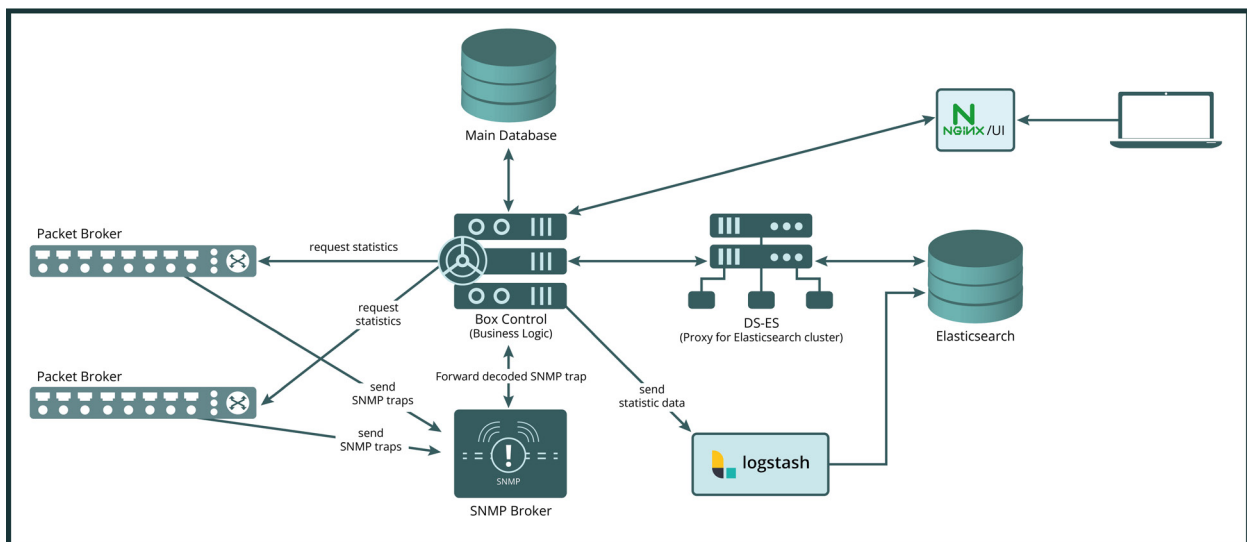 Main Database
NGINX /UI
Packet Broker
request statistics
request
statistics
Box Control
(Business Logic)
DS-ES
(Proxy for Elasticsearch cluster)
Elasticsearch
Packet Broker
Forward decoded SNMP trap
send
SNMP traps
send
statistic data
send
SNMP traps
SNMP
logstash
SNMP Broker